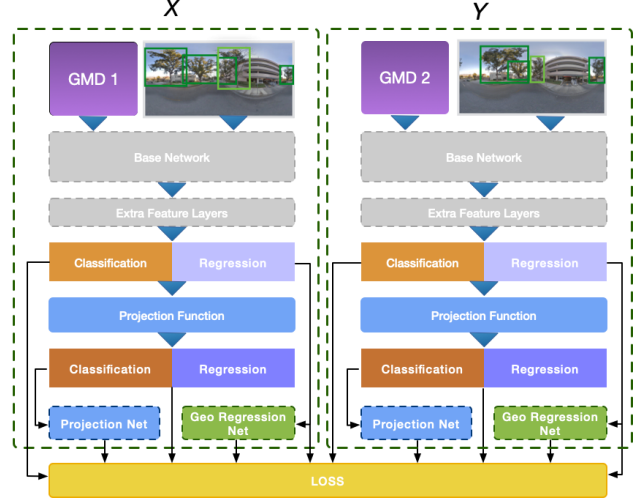 X
Y
GMD 1
GMD 2
Base Network
Base Network
Extra Feature Layers
Extra Feature Layers
Classification
Regression
Classification
Regression
Projection Function
Projection Function
Classification
Regression
Classification
Regression
Projection Net
Geo Regression
Net
Projection Net
Geo Regression
Net
LOSS